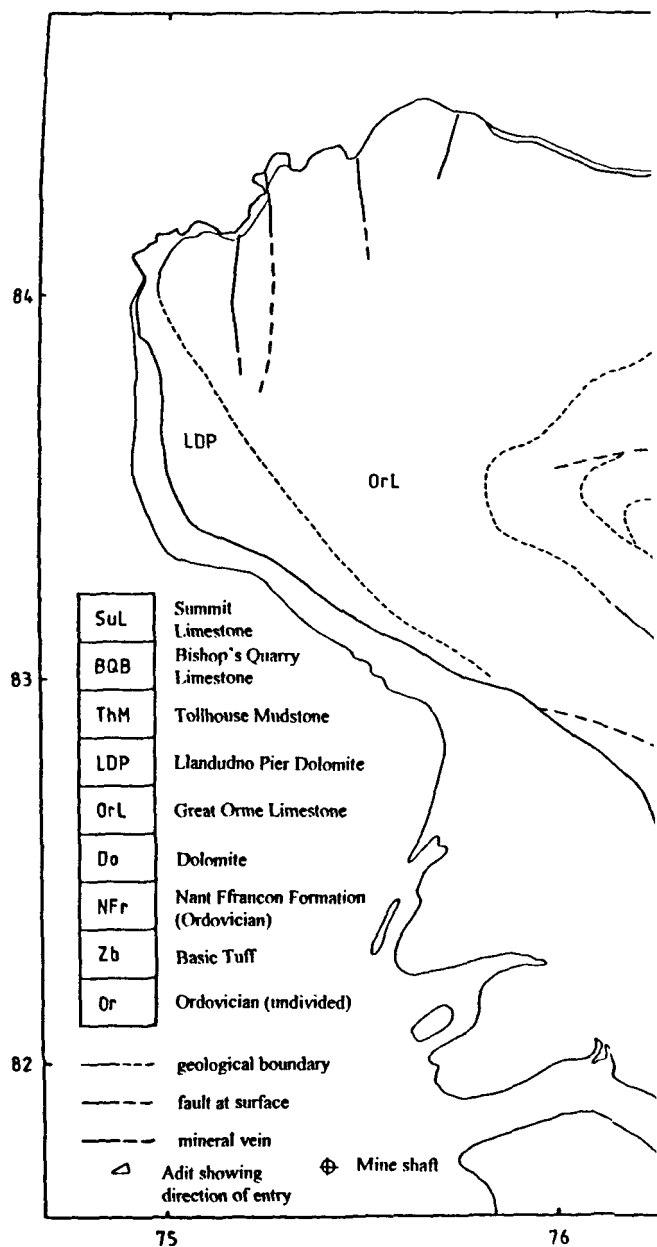 84
LDP
OrL
SuL Summit
Limestone
BQB Bishop's Quarry
Limestone
83
ThM Tollhouse Mudstone
LDP Llandudno Pier Dolomite
OrL Great Orme Limestone
Do Dolomite
NFr Nant Ffrancon Formation
(Ordovician)
Zb Basic Tuff
Or Ordovician (undivided)
82
geological boundary
fault at surface
mineral vein
Adit showing
direction of entry
Mine shaft
75 76